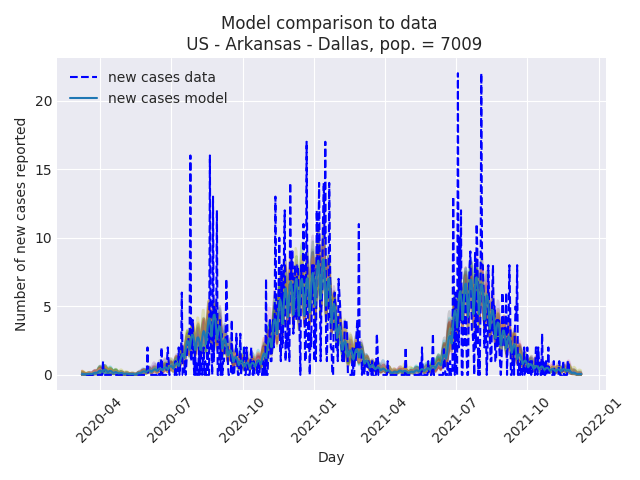 Model comparison to data
US - Arkansas - Dallas, pop. = 7009
new cases data
new cases model
Number of new cases reported
20
15
10
5
0
2020-04
2020-07
2020-10
2021-01
2021-04
2021-07
2021-10
2022-01
Day